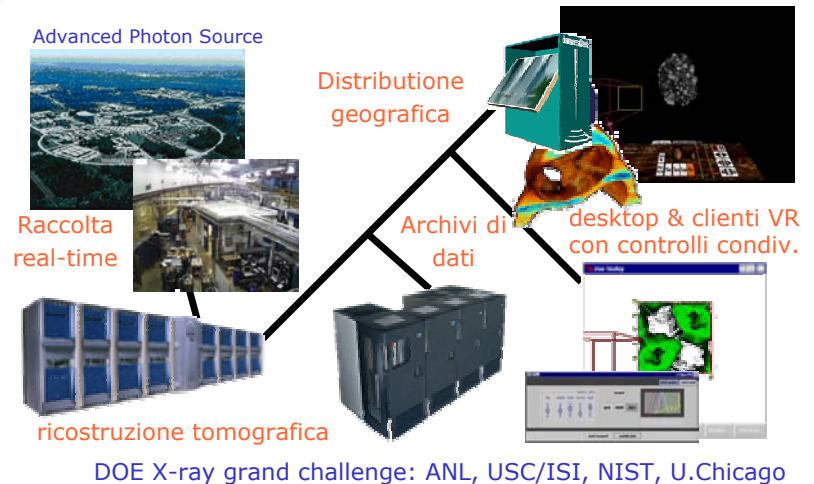 Advanced Photon Source
Distributione
geografica
Raccolta
real-time
Archivi di
dati
desktop & clienti VR
con controlli condiv.
ricostruzione tomografica
DOE X-ray grand challenge: ANL, USC/ISI, NIST, U.Chicago